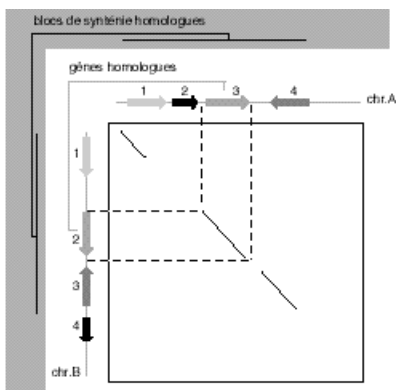 blocs de synténie homologues
gènes homologues
1 2 3 4
chr.A
1
2
3
4
chr.B